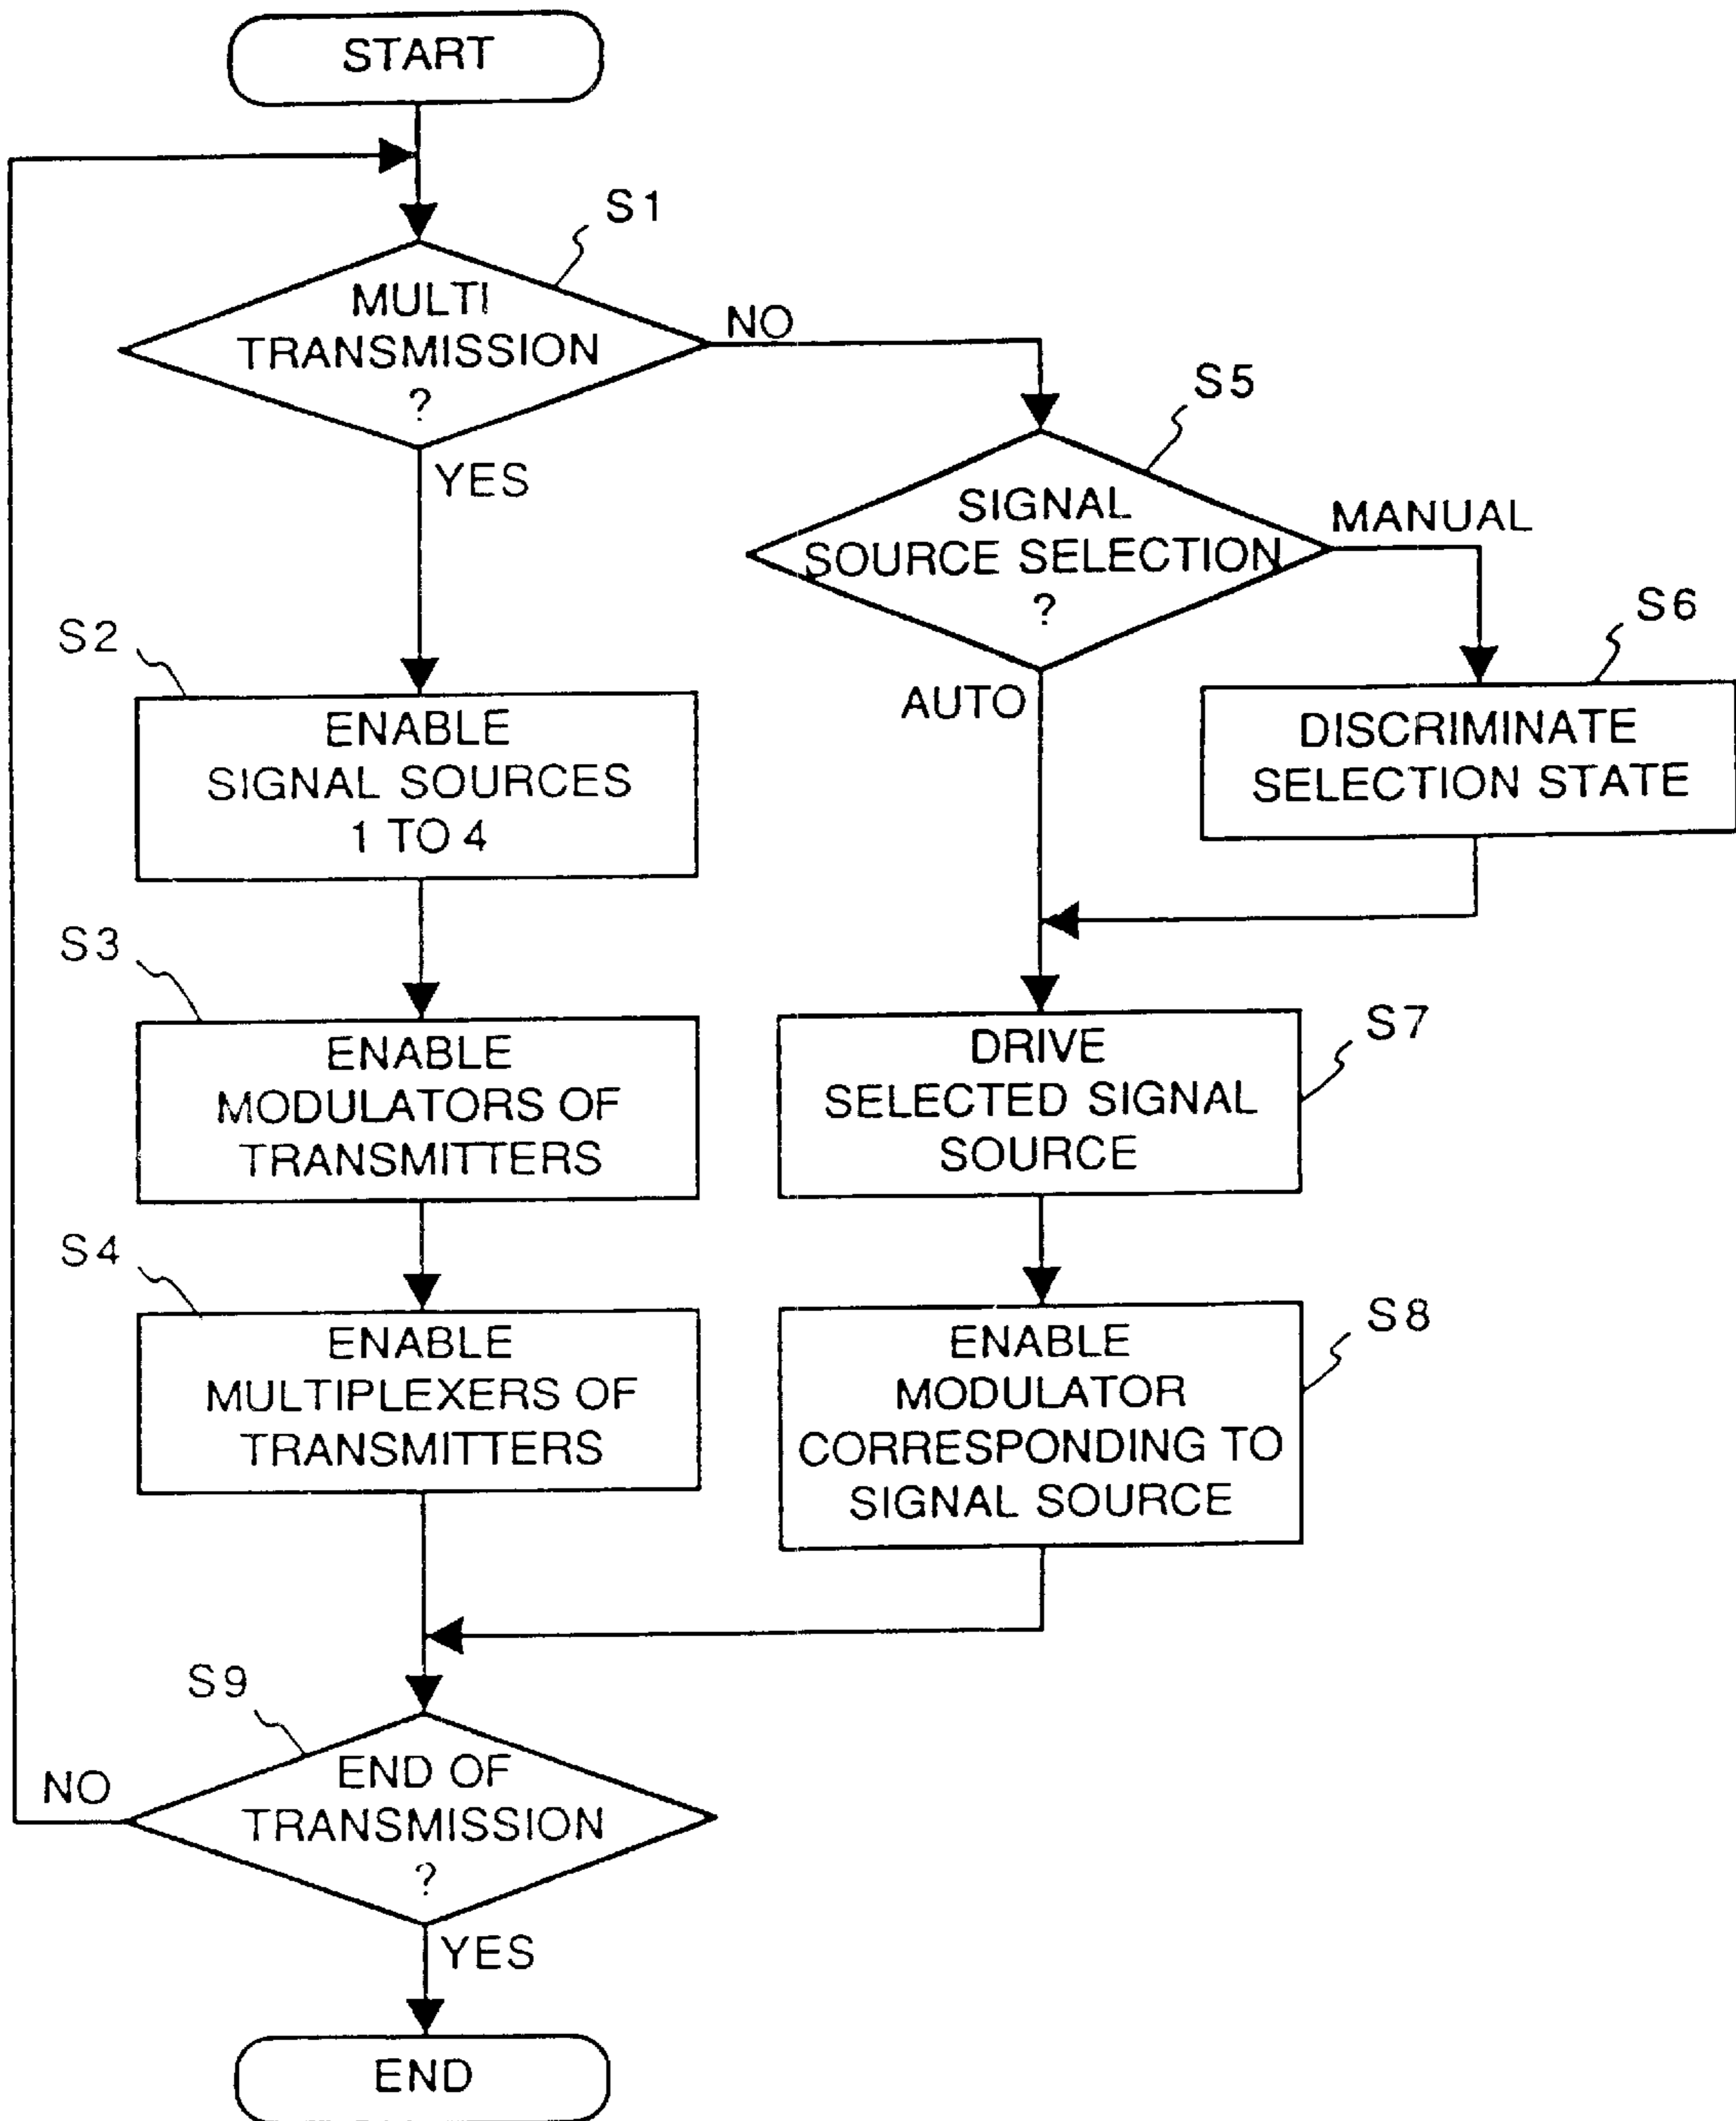 START
S1
MULTI
TRANSMISSION
?
NO
YES
S5
SIGNAL
SOURCE SELECTION
?
MANUAL
AUTO
S6
DISCRIMINATE
SELECTION STATE
S2
ENABLE
SIGNAL SOURCES
1 TO 4
S3
ENABLE
MODULATORS OF
TRANSMITTERS
S7
DRIVE
SELECTED SIGNAL
SOURCE
S4
ENABLE
MULTIPLEXERS OF
TRANSMITTERS
S8
ENABLE
MODULATOR
CORRESPONDING TO
SIGNAL SOURCE
S9
END OF
TRANSMISSION
?
NO
YES
END